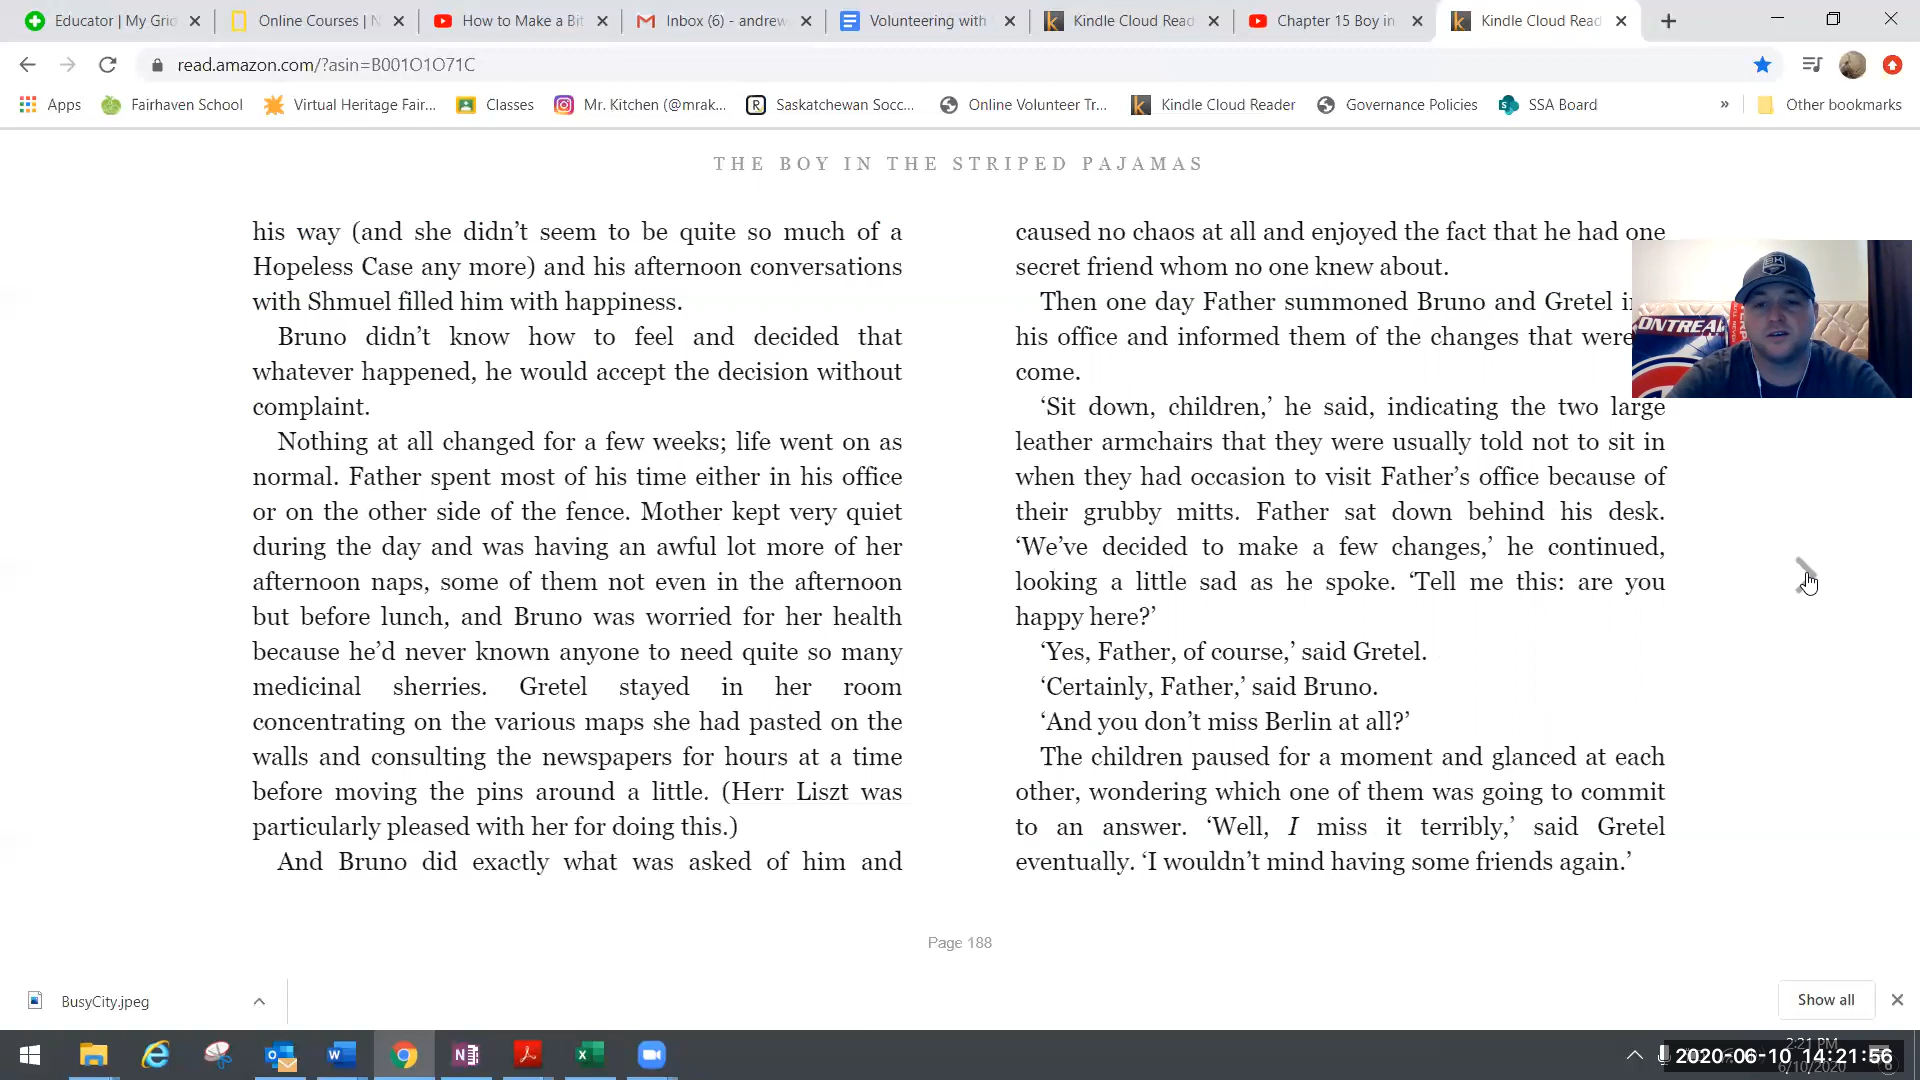 Educator | My Gri
Online Courses | N
How to Make a Bit
Inbox (6) - andrew
Volunteering with
Kindle Cloud Read
Chapter 15 Boy in
Kindle Cloud Read
read.amazon.com/?asin=B001O1O71C
Apps
Fairhaven School
Virtual Heritage Fair...
Classes
Mr. Kitchen (@mrak...
Saskatchewan Socc...
Online Volunteer Tr...
Kindle Cloud Reader
Governance Policies
SSA Board
»
Other bookmarks
THE BOY IN THE STRIPED PAJAMAS
his way (and she didn’t seem to be quite so much of a
Hopeless Case any more) and his afternoon conversations
with Shmuel filled him with happiness.
Bruno didn’t know how to feel and decided that
whatever happened, he would accept the decision without
complaint.
Nothing at all changed for a few weeks; life went on as
normal. Father spent most of his time either in his office
or on the other side of the fence. Mother kept very quiet
during the day and was having an awful lot more of her
afternoon naps, some of them not even in the afternoon
but before lunch, and Bruno was worried for her health
because he’d never known anyone to need quite so many
medicinal sherries. Gretel stayed in her room
concentrating on the various maps she had pasted on the
walls and consulting the newspapers for hours at a time
before moving the pins around a little. (Herr Liszt was
particularly pleased with her for doing this.)
And Bruno did exactly what was asked of him and
caused no chaos at all and enjoyed the fact that he had one
secret friend whom no one knew about.
Then one day Father summoned Bruno and Gretel in
his office and informed them of the changes that were
come.
‘Sit down, children,’ he said, indicating the two large
leather armchairs that they were usually told not to sit in
when they had occasion to visit Father’s office because of
their grubby mitts. Father sat down behind his desk.
‘We’ve decided to make a few changes,’ he continued,
looking a little sad as he spoke. ‘Tell me this: are you
happy here?’
‘Yes, Father, of course,’ said Gretel.
‘Certainly, Father,’ said Bruno.
‘And you don’t miss Berlin at all?’
The children paused for a moment and glanced at each
other, wondering which one of them was going to commit
to an answer. ‘Well, I miss it terribly,’ said Gretel
eventually. ‘I wouldn’t mind having some friends again.’
ONTREAL
Page 188
BusyCity.jpeg
Show all
2:21 PM
2020-06-10 14:21:56
6/10/2020